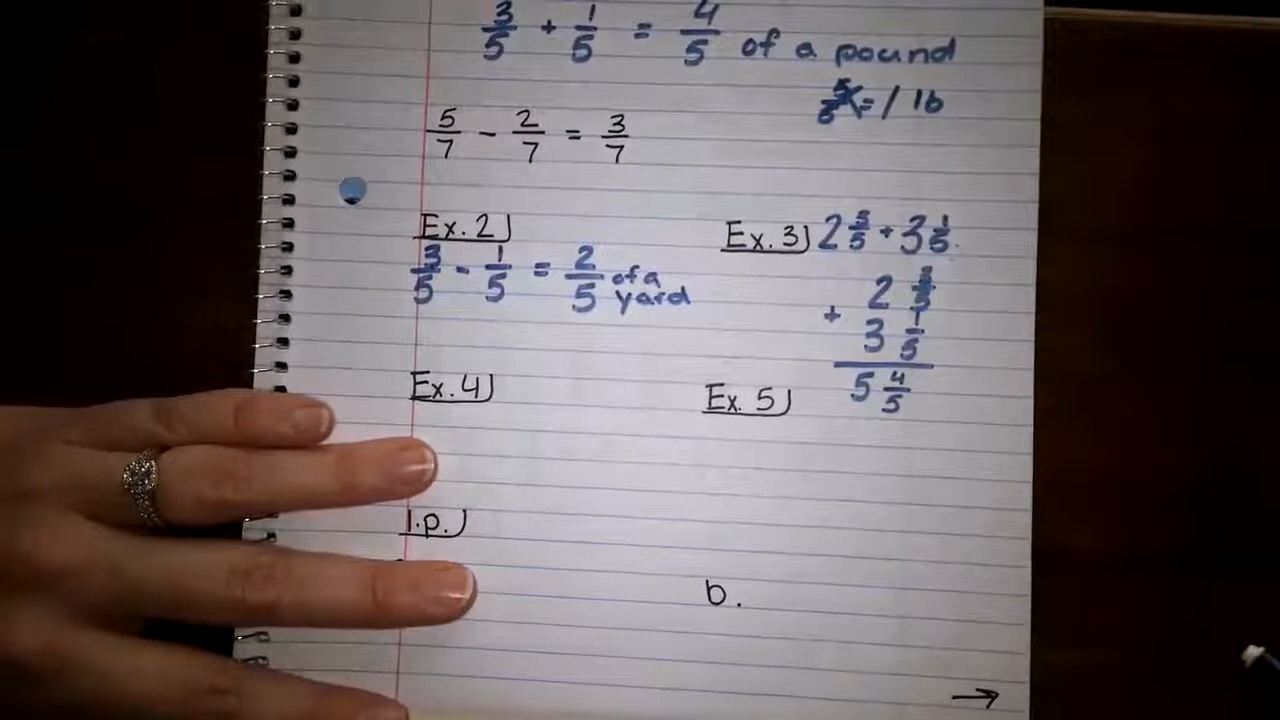 3/5 + 1/5 = 4/5 of a pound
= 1 lb
5/7 - 2/7 = 3/7
Ex. 2)
3/5 - 1/5 = 2/5 of a yard
Ex. 3) 2 3/5 + 3 1/5
2 3/5
+ 3 1/5
5 4/5
Ex. 4)
Ex. 5)
1.p.)
b.
→